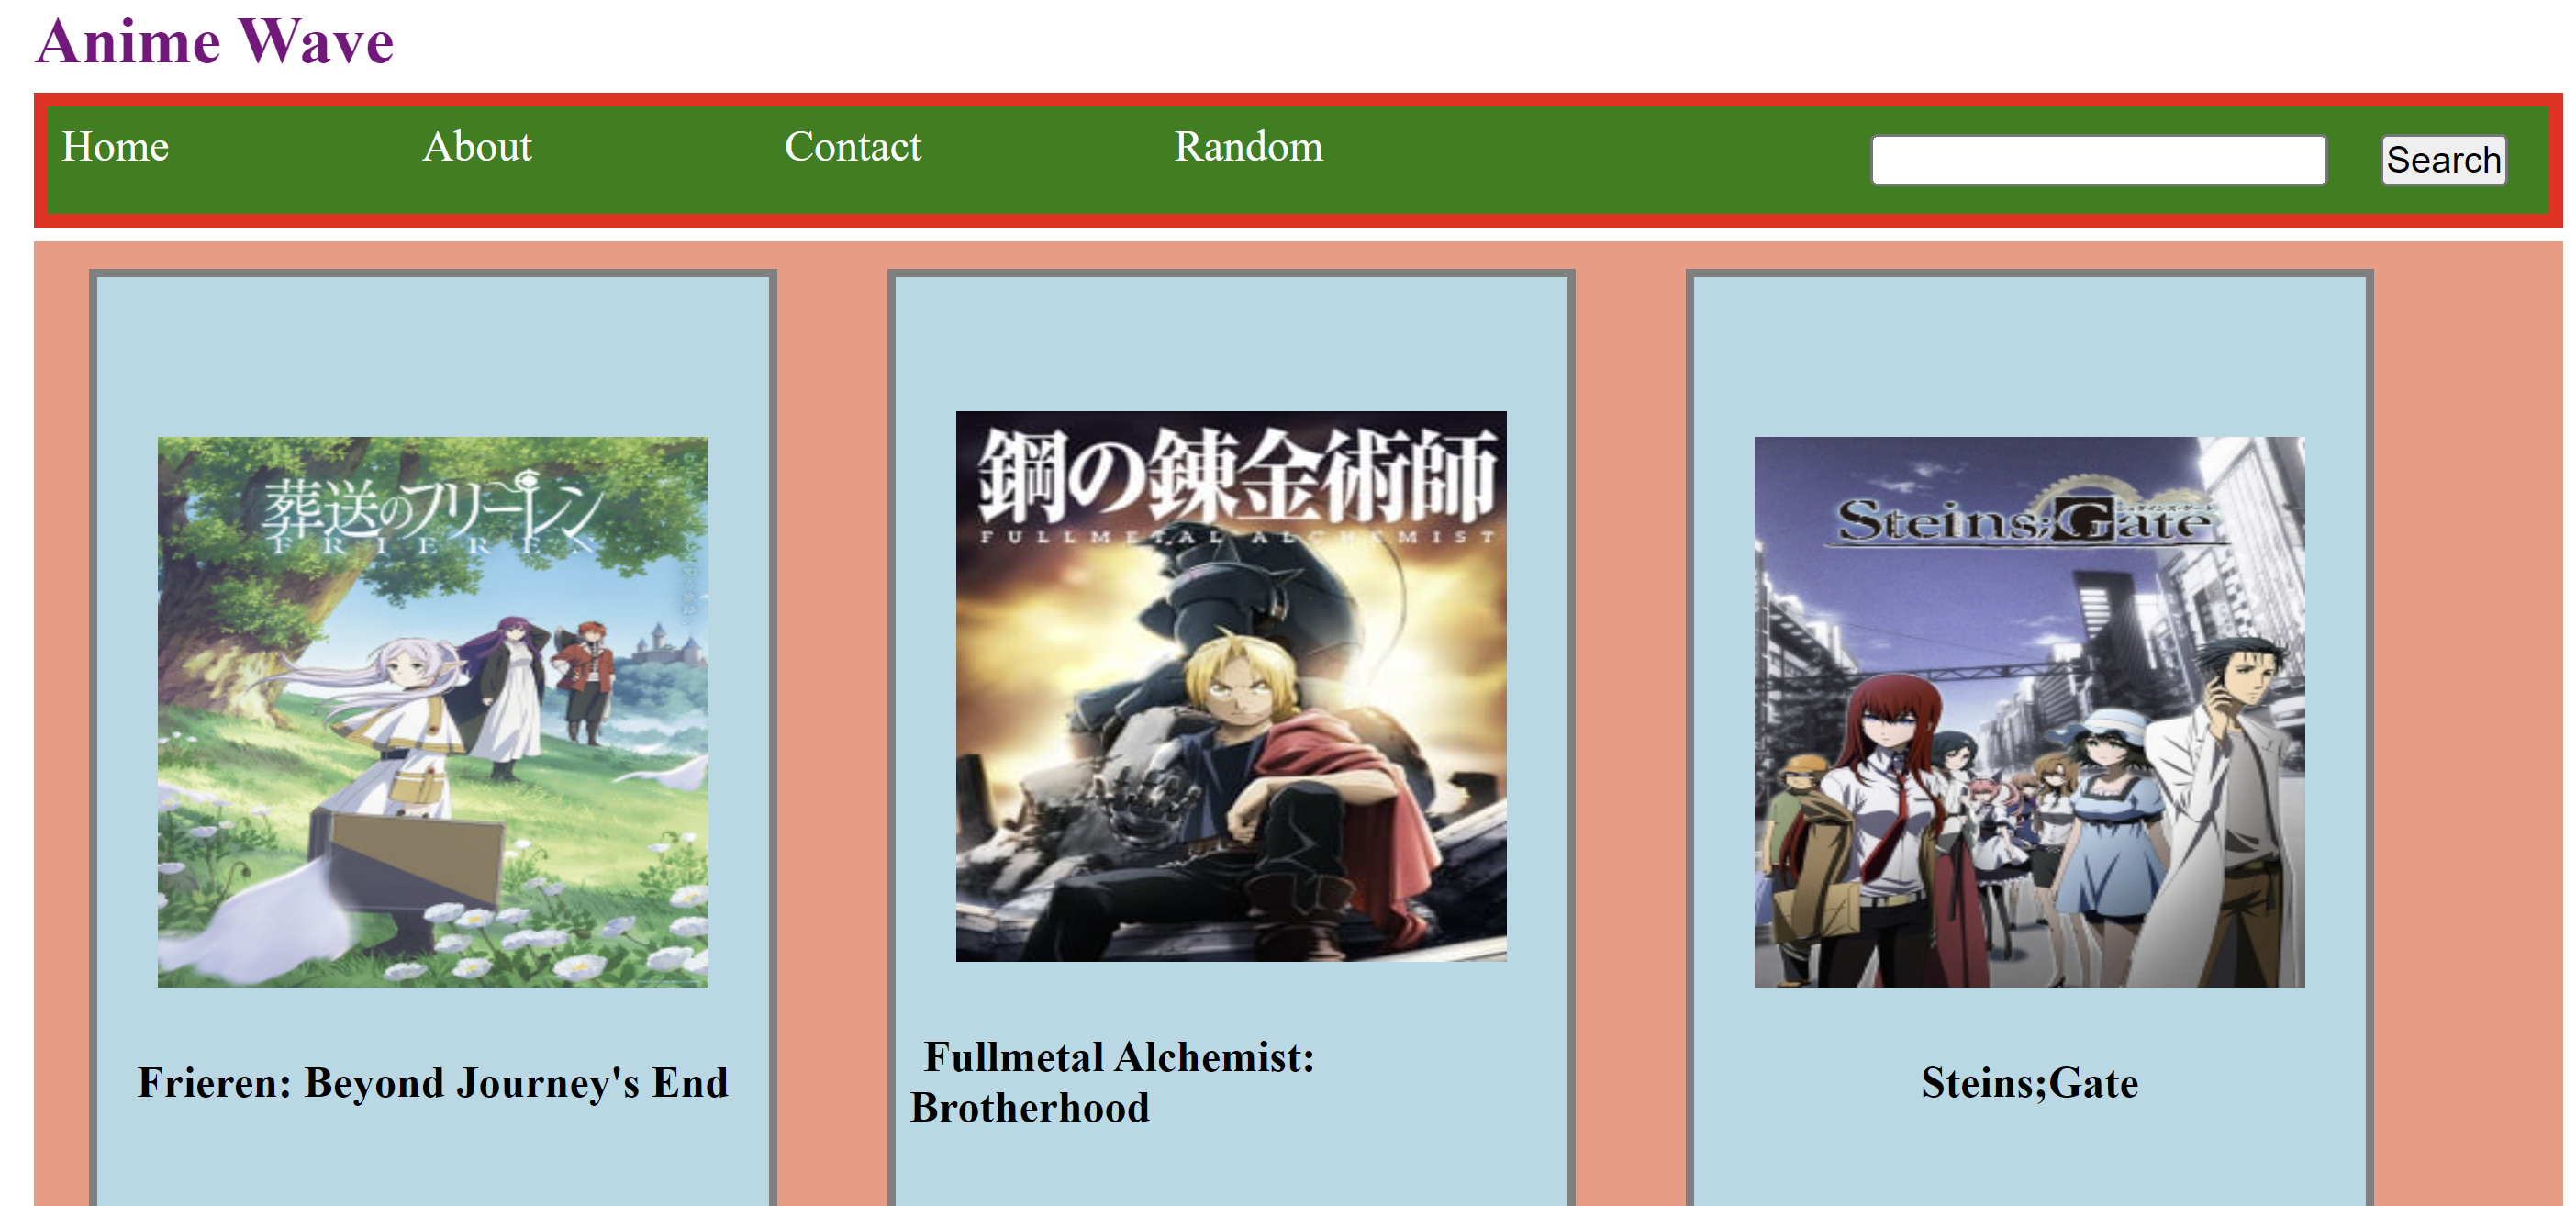 Anime Wave
Home About Contact Random Search
葬送のフリーレン
FRIEREN
Frieren: Beyond Journey's End
鋼の錬金術師
FULLMETAL ALCHEMIST
Fullmetal Alchemist:
Brotherhood
Steins;Gate
Steins;Gate